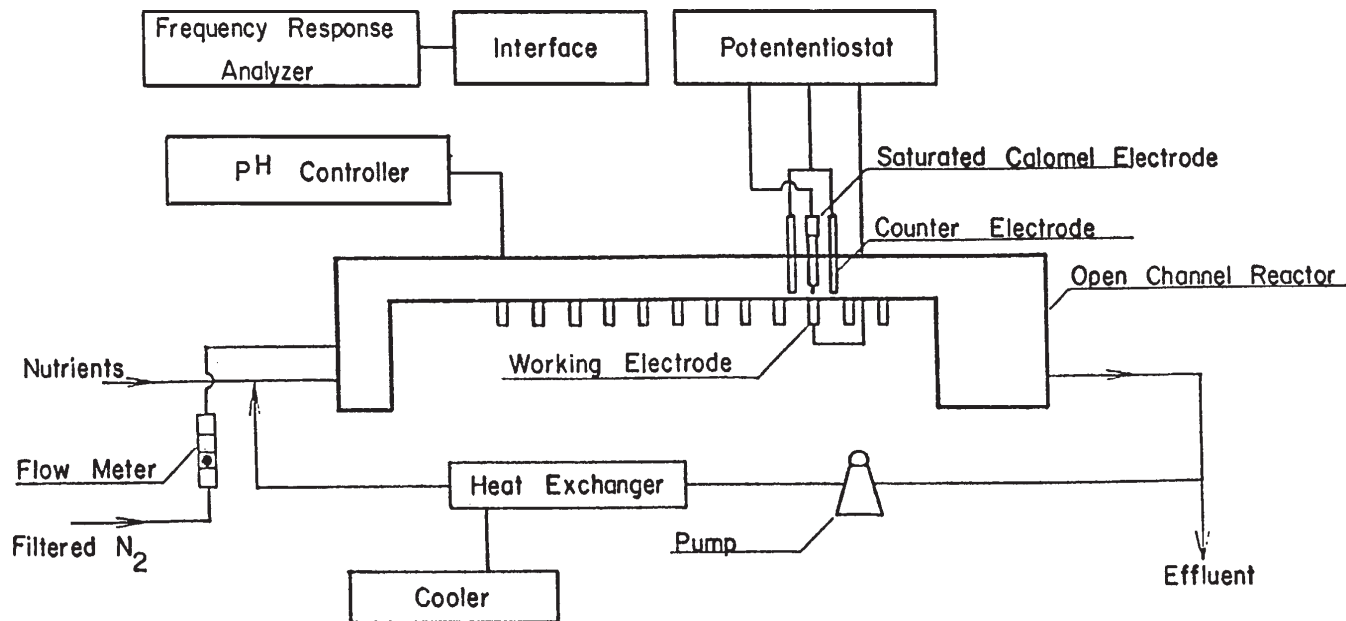 Frequency Response
Analyzer
Interface
Potententiostat
PH Controller
Saturated Calomel Electrode
Counter Electrode
Open Channel Reactor
Working Electrode
Nutrients
Flow Meter
Filtered N2
Heat Exchanger
Pump
Cooler
Effluent